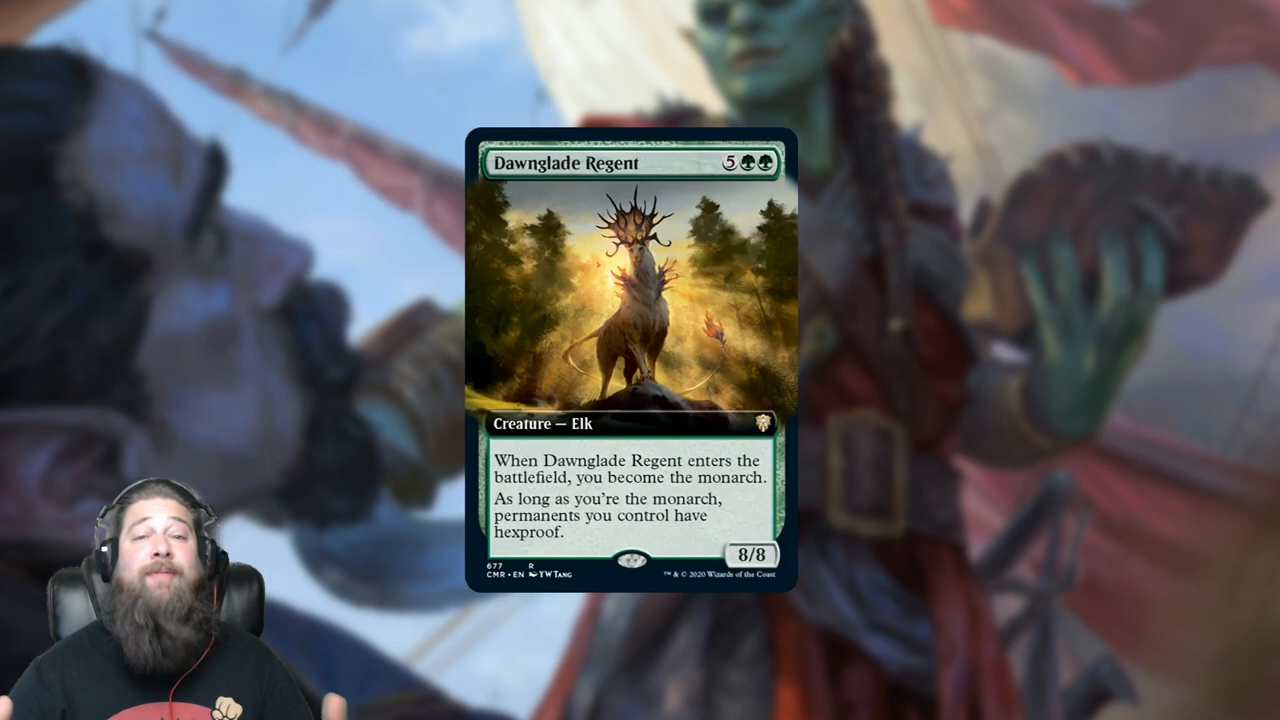 Dawnglade Regent 5
Creature — Elk
When Dawnglade Regent enters the
battlefield, you become the monarch.
As long as you're the monarch,
permanents you control have
hexproof.
8/8
677 R
CMR • EN YW TANG
™ & © 2020 Wizards of the Coast